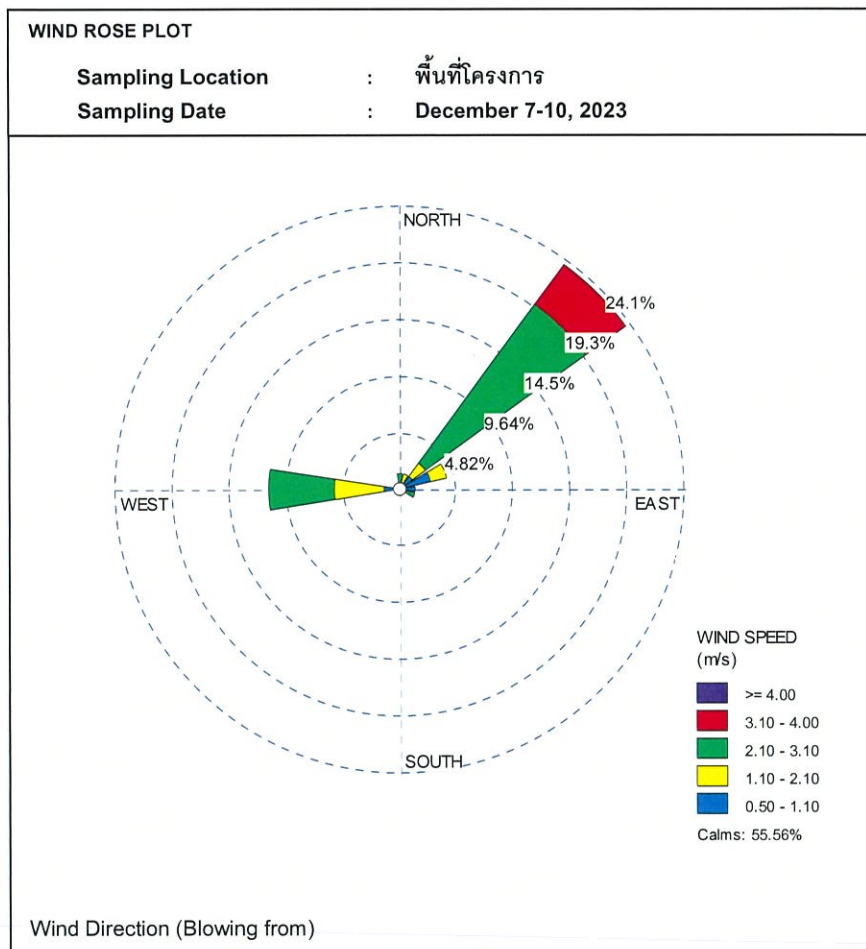 WIND ROSE PLOT
Sampling Location : พื้นที่โครงการ
Sampling Date : December 7-10, 2023
NORTH
24.1%
19.3%
14.5%
9.64%
4.82%
WEST
EAST
SOUTH
WIND SPEED
(m/s)
>= 4.00
3.10 - 4.00
2.10 - 3.10
1.10 - 2.10
0.50 - 1.10
Calms: 55.56%
Wind Direction (Blowing from)